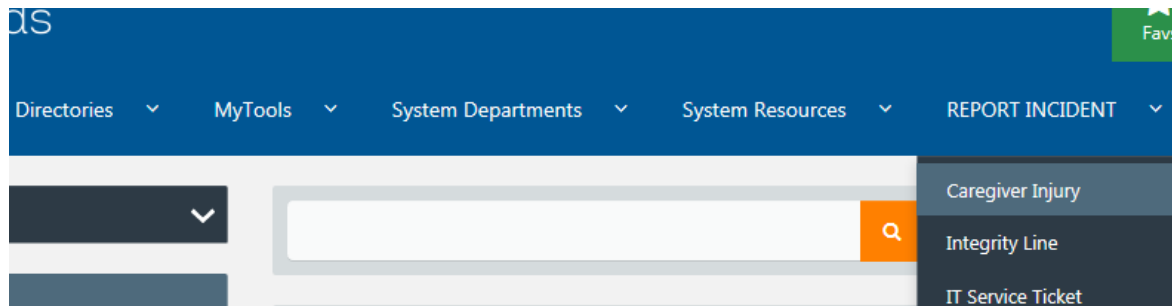 ds
Favs
Directories MyTools System Departments System Resources REPORT INCIDENT
Caregiver Injury
Integrity Line
IT Service Ticket